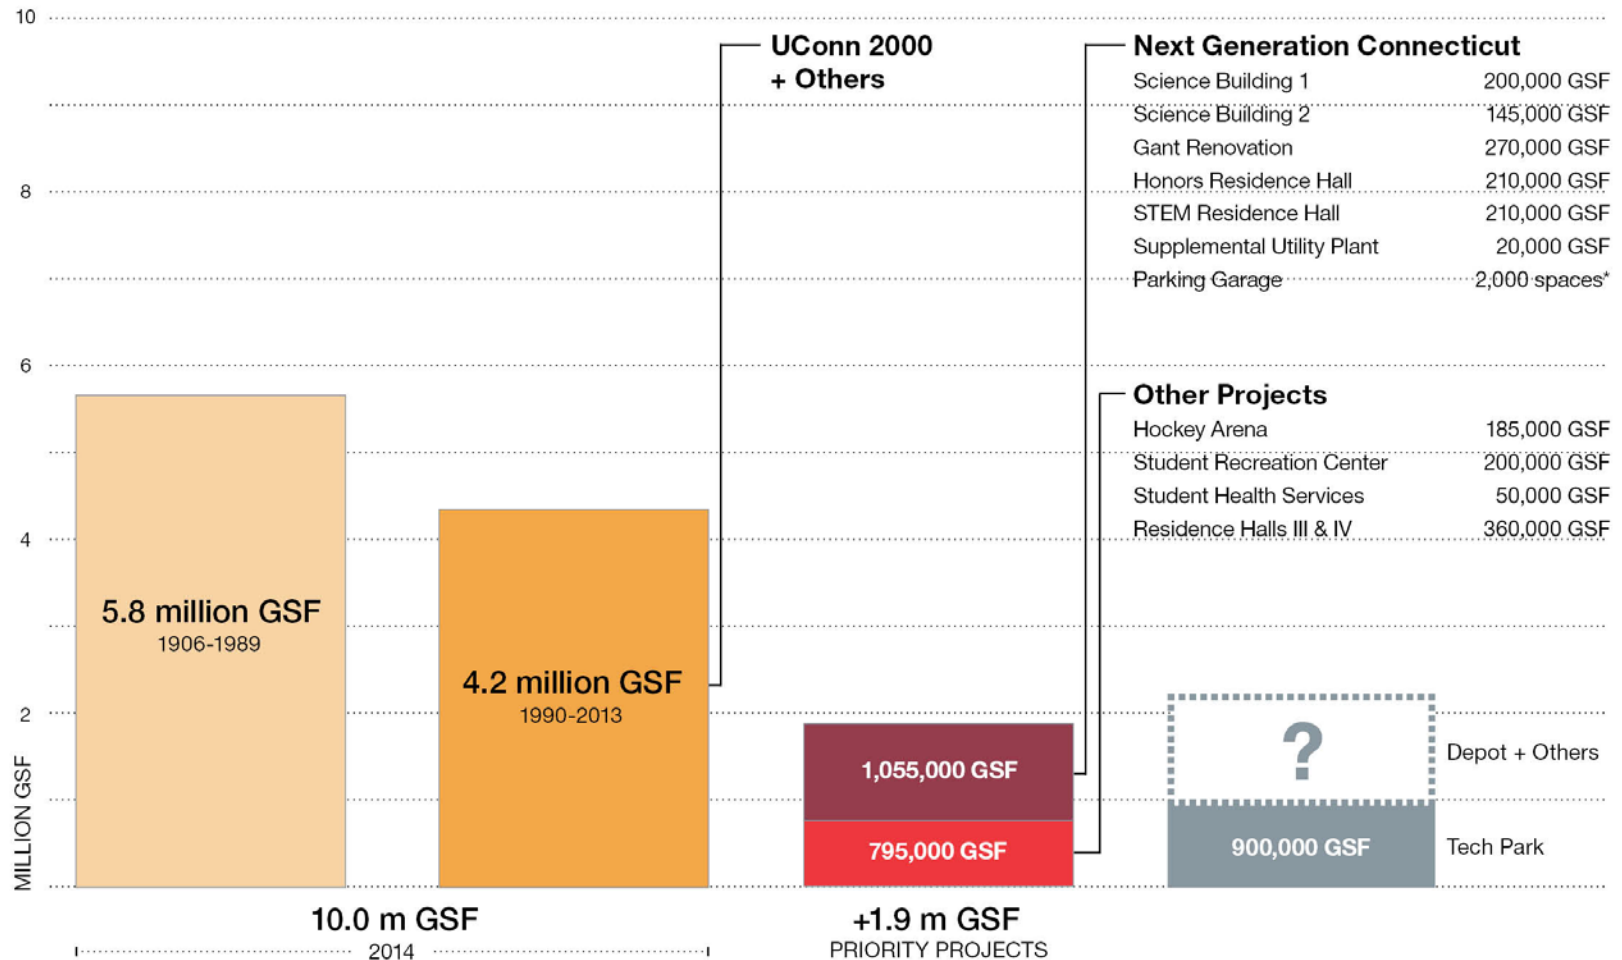 10
8
6
4
2
MILLION GSF
UConn 2000
+ Others
Next Generation Connecticut
Science Building 1 200,000 GSF
Science Building 2 145,000 GSF
Gant Renovation 270,000 GSF
Honors Residence Hall 210,000 GSF
STEM Residence Hall 210,000 GSF
Supplemental Utility Plant 20,000 GSF
Parking Garage 2,000 spaces*
Other Projects
Hockey Arena 185,000 GSF
Student Recreation Center 200,000 GSF
Student Health Services 50,000 GSF
Residence Halls III & IV 360,000 GSF
5.8 million GSF
1906-1989
4.2 million GSF
1990-2013
1,055,000 GSF
795,000 GSF
?
Depot + Others
900,000 GSF
Tech Park
10.0 m GSF
2014
+1.9 m GSF
PRIORITY PROJECTS